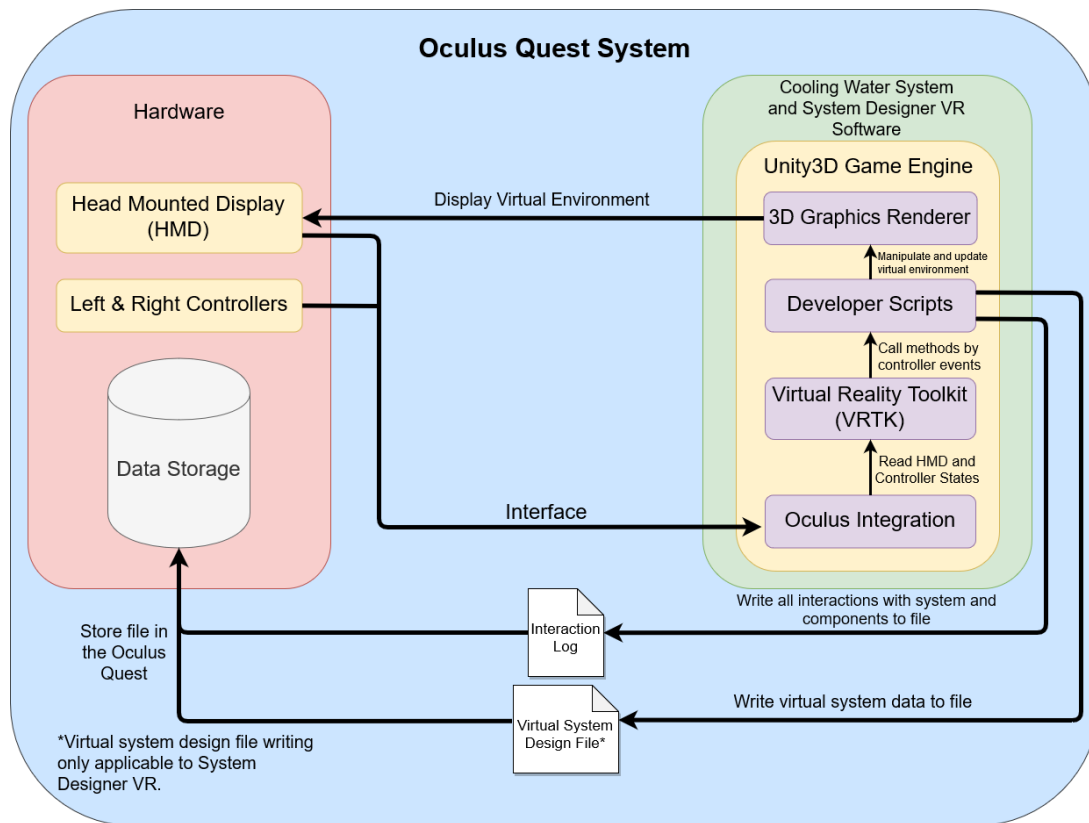 Oculus Quest System
Hardware
Head Mounted Display
(HMD)
Left & Right Controllers
Data Storage
Cooling Water System
and System Designer VR
Software
Unity3D Game Engine
3D Graphics Renderer
Manipulate and update
virtual environment
Developer Scripts
Call methods by
controller events
Virtual Reality Toolkit
(VRTK)
Read HMD and
Controller States
Oculus Integration
Display Virtual Environment
Interface
Write all interactions with system and
components to file
Interaction
Log
Store file in
the Oculus
Quest
Write virtual system data to file
Virtual System
Design File*
*Virtual system design file writing
only applicable to System
Designer VR.